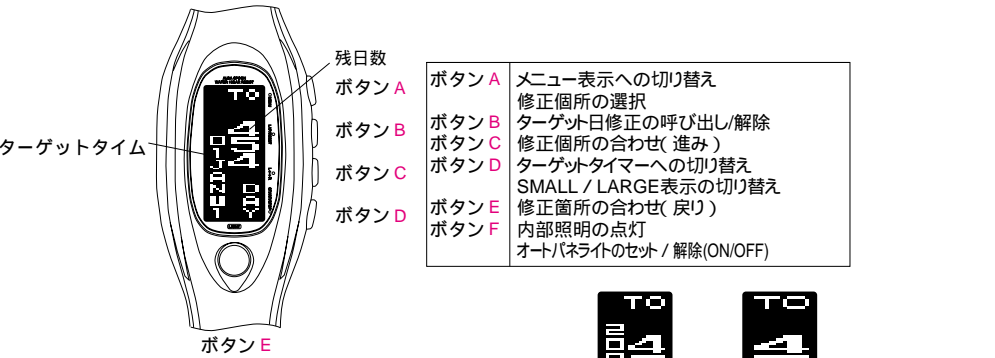 残日数
ボタン A
ボタン B
ターゲットタイム
ボタン C
ボタン D
ボタン E
ボタン A メニュー表示への切り替え
修正個所の選択
ボタン B ターゲット日修正の呼び出し/解除
ボタン C 修正個所の合わせ( 進み )
ボタン D ターゲットタイマーへの切り替え
SMALL / LARGE表示の切り替え
ボタン E 修正箇所の合わせ( 戻り )
ボタン F 内部照明の点灯
オートパネライトのセット / 解除(ON/OFF)
TO
454
DAY
TO
TO